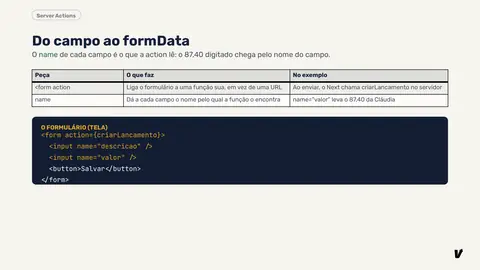 Server Actions
Do campo ao formData
O name de cada campo é o que a action lê: o 87,40 digitado chega pelo nome do campo.
Peça O que faz No exemplo
<form action Liga o formulário a uma função sua, em vez de uma URL Ao enviar, o Next chama criarLancamento no servidor
name Dá a cada campo o nome pelo qual a função o encontra name="valor" leva o 87,40 da Cláudia
O FORMULÁRIO (TELA)
<form action={criarLancamento}>
<input name="descricao" />
<input name="valor" />
<button>Salvar</button>
</form>